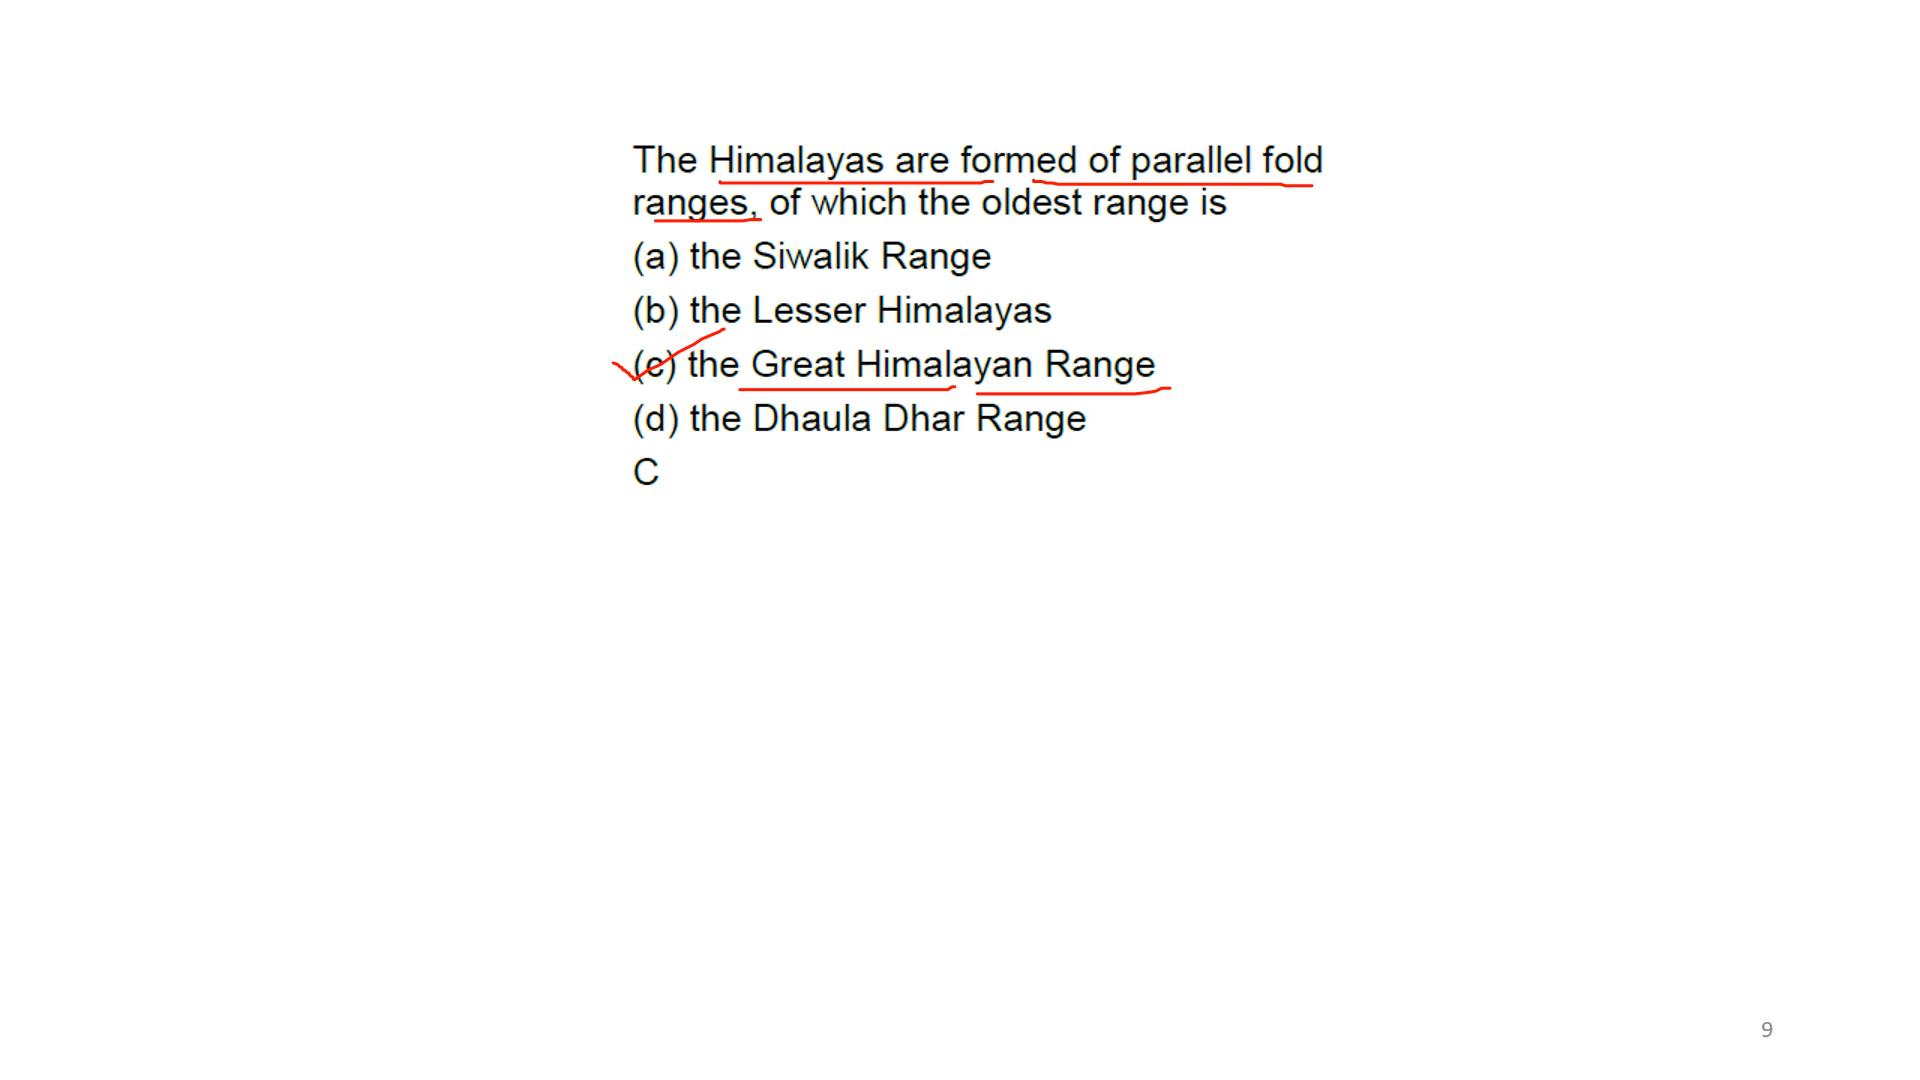 The Himalayas are formed of parallel fold
ranges, of which the oldest range is
(a) the Siwalik Range
(b) the Lesser Himalayas
(c) the Great Himalayan Range
(d) the Dhaula Dhar Range
C
9